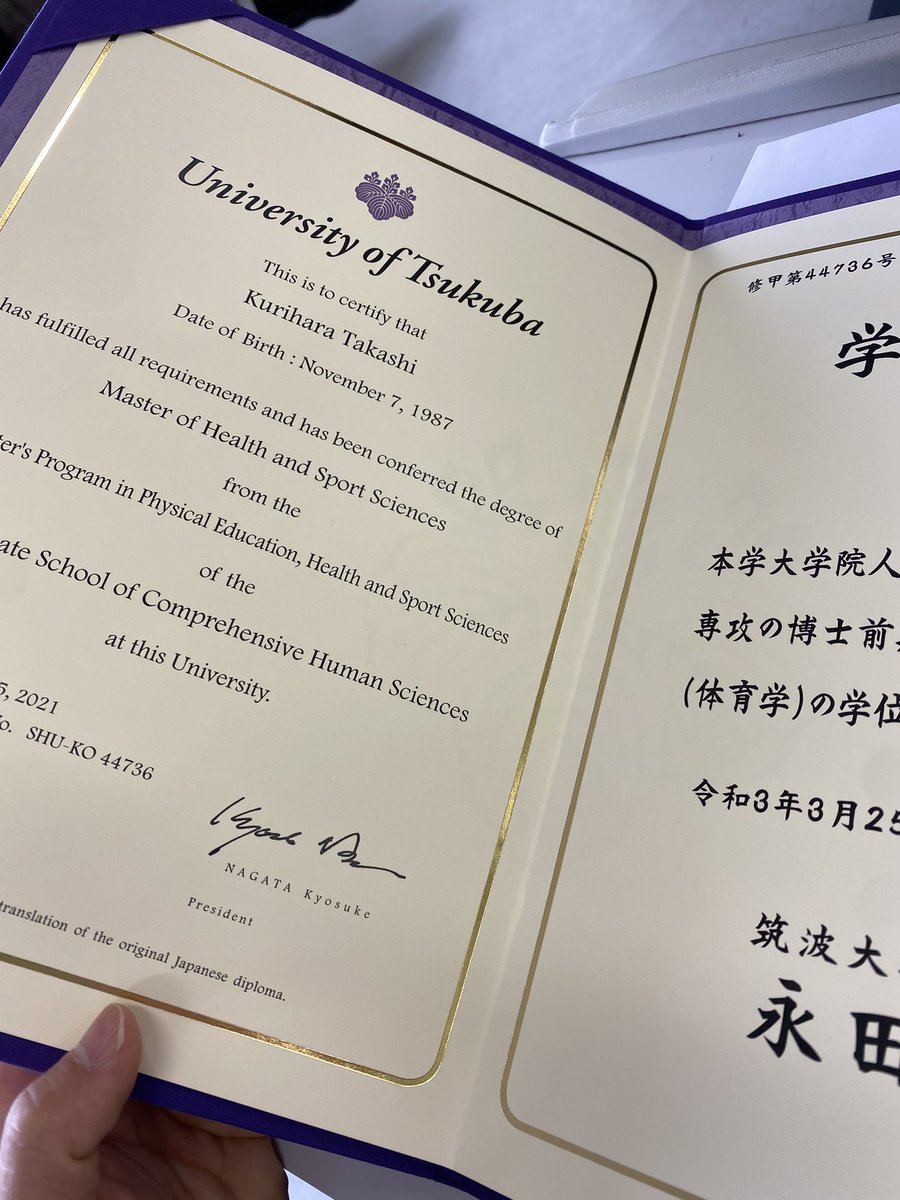 University of Tsukuba
This is to certify that
Kurihara Takashi
Date of Birth : November 7, 1987
has fulfilled all requirements and has been conferred the degree of
Master of Health and Sport Sciences
from the
ter's Program in Physical Education, Health and Sport Sciences
of the
ate School of Comprehensive Human Sciences
at this University.
5, 2021
No. SHU-KO 44736
NAGATA Kyosuke
President
translation of the original Japanese diploma.
修甲第44736号
学
本学大学院人
専攻の博士前
(体育学)の学位
令和3年3月25
筑波大
永田